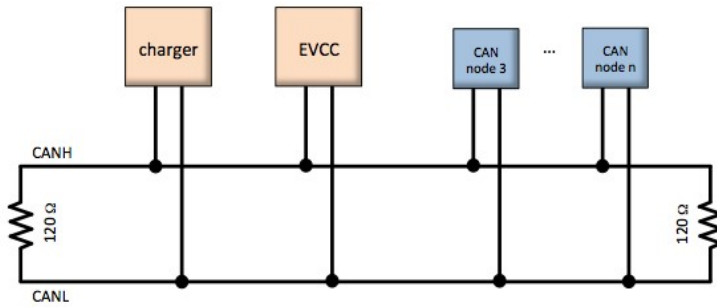 charger
EVCC
CAN
node 3
...
CAN
node n
CANH
120 Ω
120 Ω
CANL